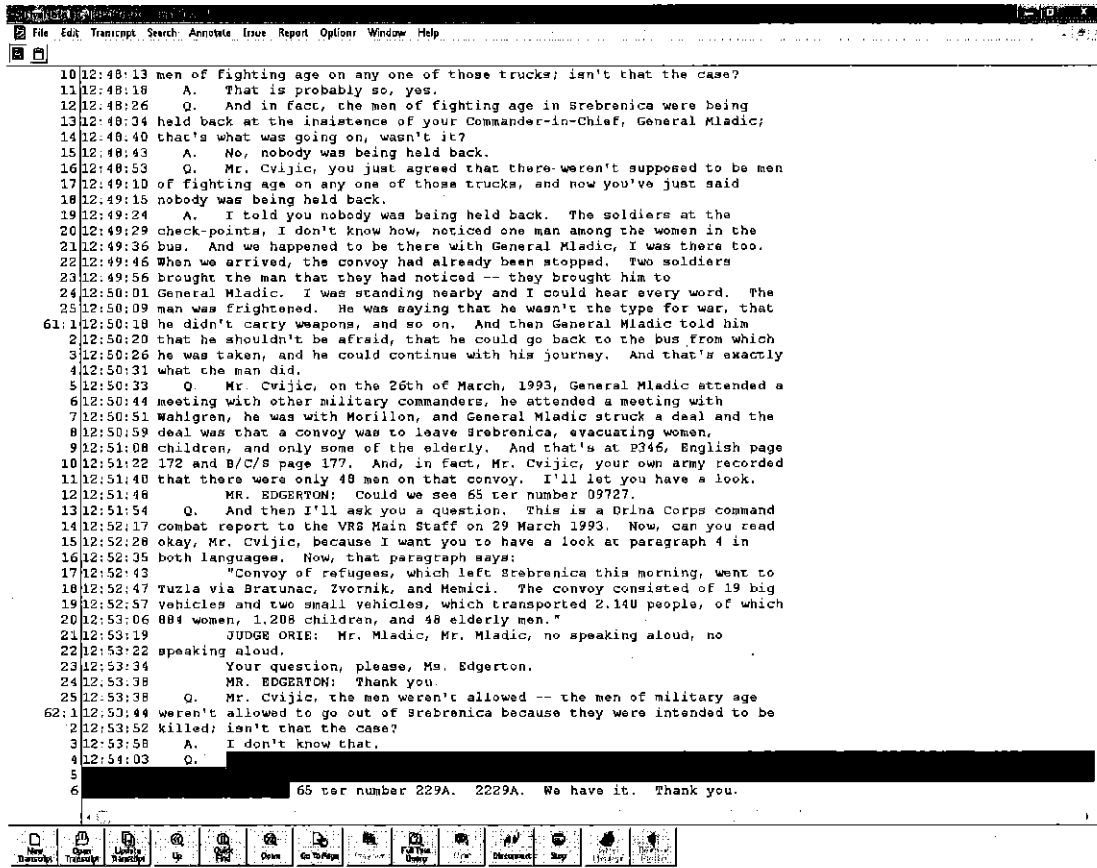 File Edit Transcript Search Annotate Issue Report Options Window Help
10 12:48:13 men of fighting age on any one of those trucks; isn't that the case?
11 12:48:18 A. That is probably so, yes.
12 12:48:26 Q. And in fact, the men of fighting age in Srebrenica were being
13 12:48:34 held back at the insistence of your Commander-in-Chief, General Mladic;
14 12:48:40 that's what was going on, wasn't it?
15 12:48:43 A. No, nobody was being held back.
16 12:48:53 Q. Mr. Cvijic, you just agreed that there weren't supposed to be men
17 12:49:10 of fighting age on any one of those trucks, and now you've just said
18 12:49:15 nobody was being held back.
19 12:49:24 A. I told you nobody was being held back. The soldiers at the
20 12:49:29 check-points, I don't know how, noticed one man among the women in the
21 12:49:36 bus. And we happened to be there with General Mladic, I was there too.
22 12:49:46 When we arrived, the convoy had already been stopped. Two soldiers
23 12:49:56 brought the man that they had noticed -- they brought him to
24 12:50:01 General Mladic. I was standing nearby and I could hear every word. The
25 12:50:09 man was frightened. He was saying that he wasn't the type for war, that
61:1 12:50:18 he didn't carry weapons, and so on. And then General Mladic told him
2 12:50:20 that he shouldn't be afraid, that he could go back to the bus from which
3 12:50:26 he was taken, and he could continue with his journey. And that's exactly
4 12:50:31 what the man did.
5 12:50:33 Q. Mr. Cvijic, on the 26th of March, 1993, General Mladic attended a
6 12:50:44 meeting with other military commanders, he attended a meeting with
7 12:50:51 Wahlgren, he was with Morillon, and General Mladic struck a deal and the
8 12:50:59 deal was that a convoy was to leave Srebrenica, evacuating women,
9 12:51:08 children, and only some of the elderly. And that's at P346, English page
10 12:51:22 172 and B/C/S page 177. And, in fact, Mr. Cvijic, your own army recorded
11 12:51:40 that there were only 48 men on that convoy. I'll let you have a look.
12 12:51:48 MR. EDGERTON: Could we see 65 ter number 09727.
13 12:51:54 Q. And then I'll ask you a question. This is a Drina Corps command
14 12:52:17 combat report to the VRS Main Staff on 29 March 1993. Now, can you read
15 12:52:28 okay, Mr. Cvijic, because I want you to have a look at paragraph 4 in
16 12:52:35 both languages. Now, that paragraph says:
17 12:52:43 "Convoy of refugees, which left Srebrenica this morning, went to
18 12:52:47 Tuzla via Bratunac, Zvornik, and Memici. The convoy consisted of 19 big
19 12:52:57 vehicles and two small vehicles, which transported 2.140 people, of which
20 12:53:06 884 women, 1,208 children, and 48 elderly men."
21 12:53:19 JUDGE ORIE: Mr. Mladic, Mr. Mladic, no speaking aloud, no
22 12:53:22 speaking aloud.
23 12:53:34 Your question, please, Ms. Edgerton.
24 12:53:38 MR. EDGERTON: Thank you.
25 12:53:38 Q. Mr. Cvijic, the men weren't allowed -- the men of military age
62:1 12:53:44 weren't allowed to go out of Srebrenica because they were intended to be
2 12:53:52 killed; isn't that the case?
3 12:53:58 A. I don't know that.
4 12:54:03 Q.
5
6 65 ter number 229A. 2229A. We have it. Thank you.
New Transcript Open Transcript Update Transcript Up Quick Find Down Go To Page Full Text Query Disconnect Stop